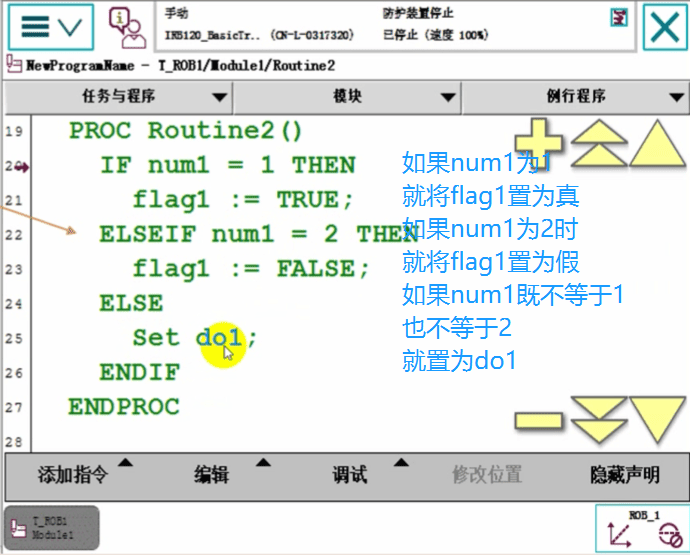 手动
防护装置停止
IRB120_BasicTr.. (CN-L-0317320)
已停止 (速度 100%)
NewProgramName - T_ROB1/Module1/Routine2
任务与程序
模块
例行程序
19 PROC Routine2()
20 IF num1 = 1 THEN
21 flag1 := TRUE;
22 ELSEIF num1 = 2 THEN
23 flag1 := FALSE;
24 ELSE
25 Set do1;
26 ENDIF
27 ENDPROC
28
如果num1为1
就将flag1置为真
如果num1为2时
就将flag1置为假
如果num1既不等于1
也不等于2
就置为do1
添加指令
编辑
调试
修改位置
隐藏声明
T_ROB1
Module1
ROB_1